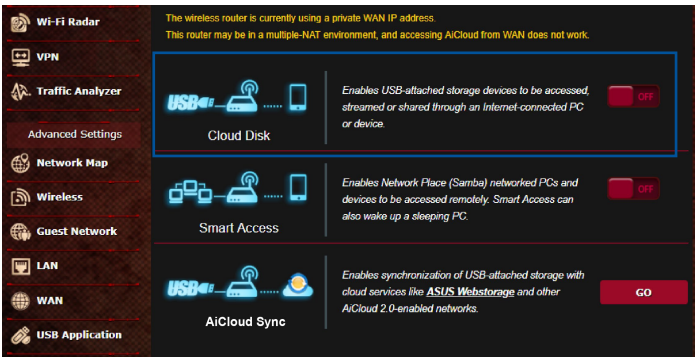 Wi-Fi Radar
VPN
Traffic Analyzer
Advanced Settings
Network Map
Wireless
Guest Network
LAN
WAN
USB Application
The wireless router is currently using a private WAN IP address.
This router may be in a multiple-NAT environment, and accessing AiCloud from WAN does not work.
USB
Cloud Disk
Enables USB-attached storage devices to be accessed,
streamed or shared through an Internet-connected PC
or device.
OFF
Smart Access
Enables Network Place (Samba) networked PCs and
devices to be accessed remotely. Smart Access can
also wake up a sleeping PC.
OFF
USB
AiCloud Sync
Enables synchronization of USB-attached storage with
cloud services like ASUS Webstorage and other
AiCloud 2.0-enabled networks.
GO